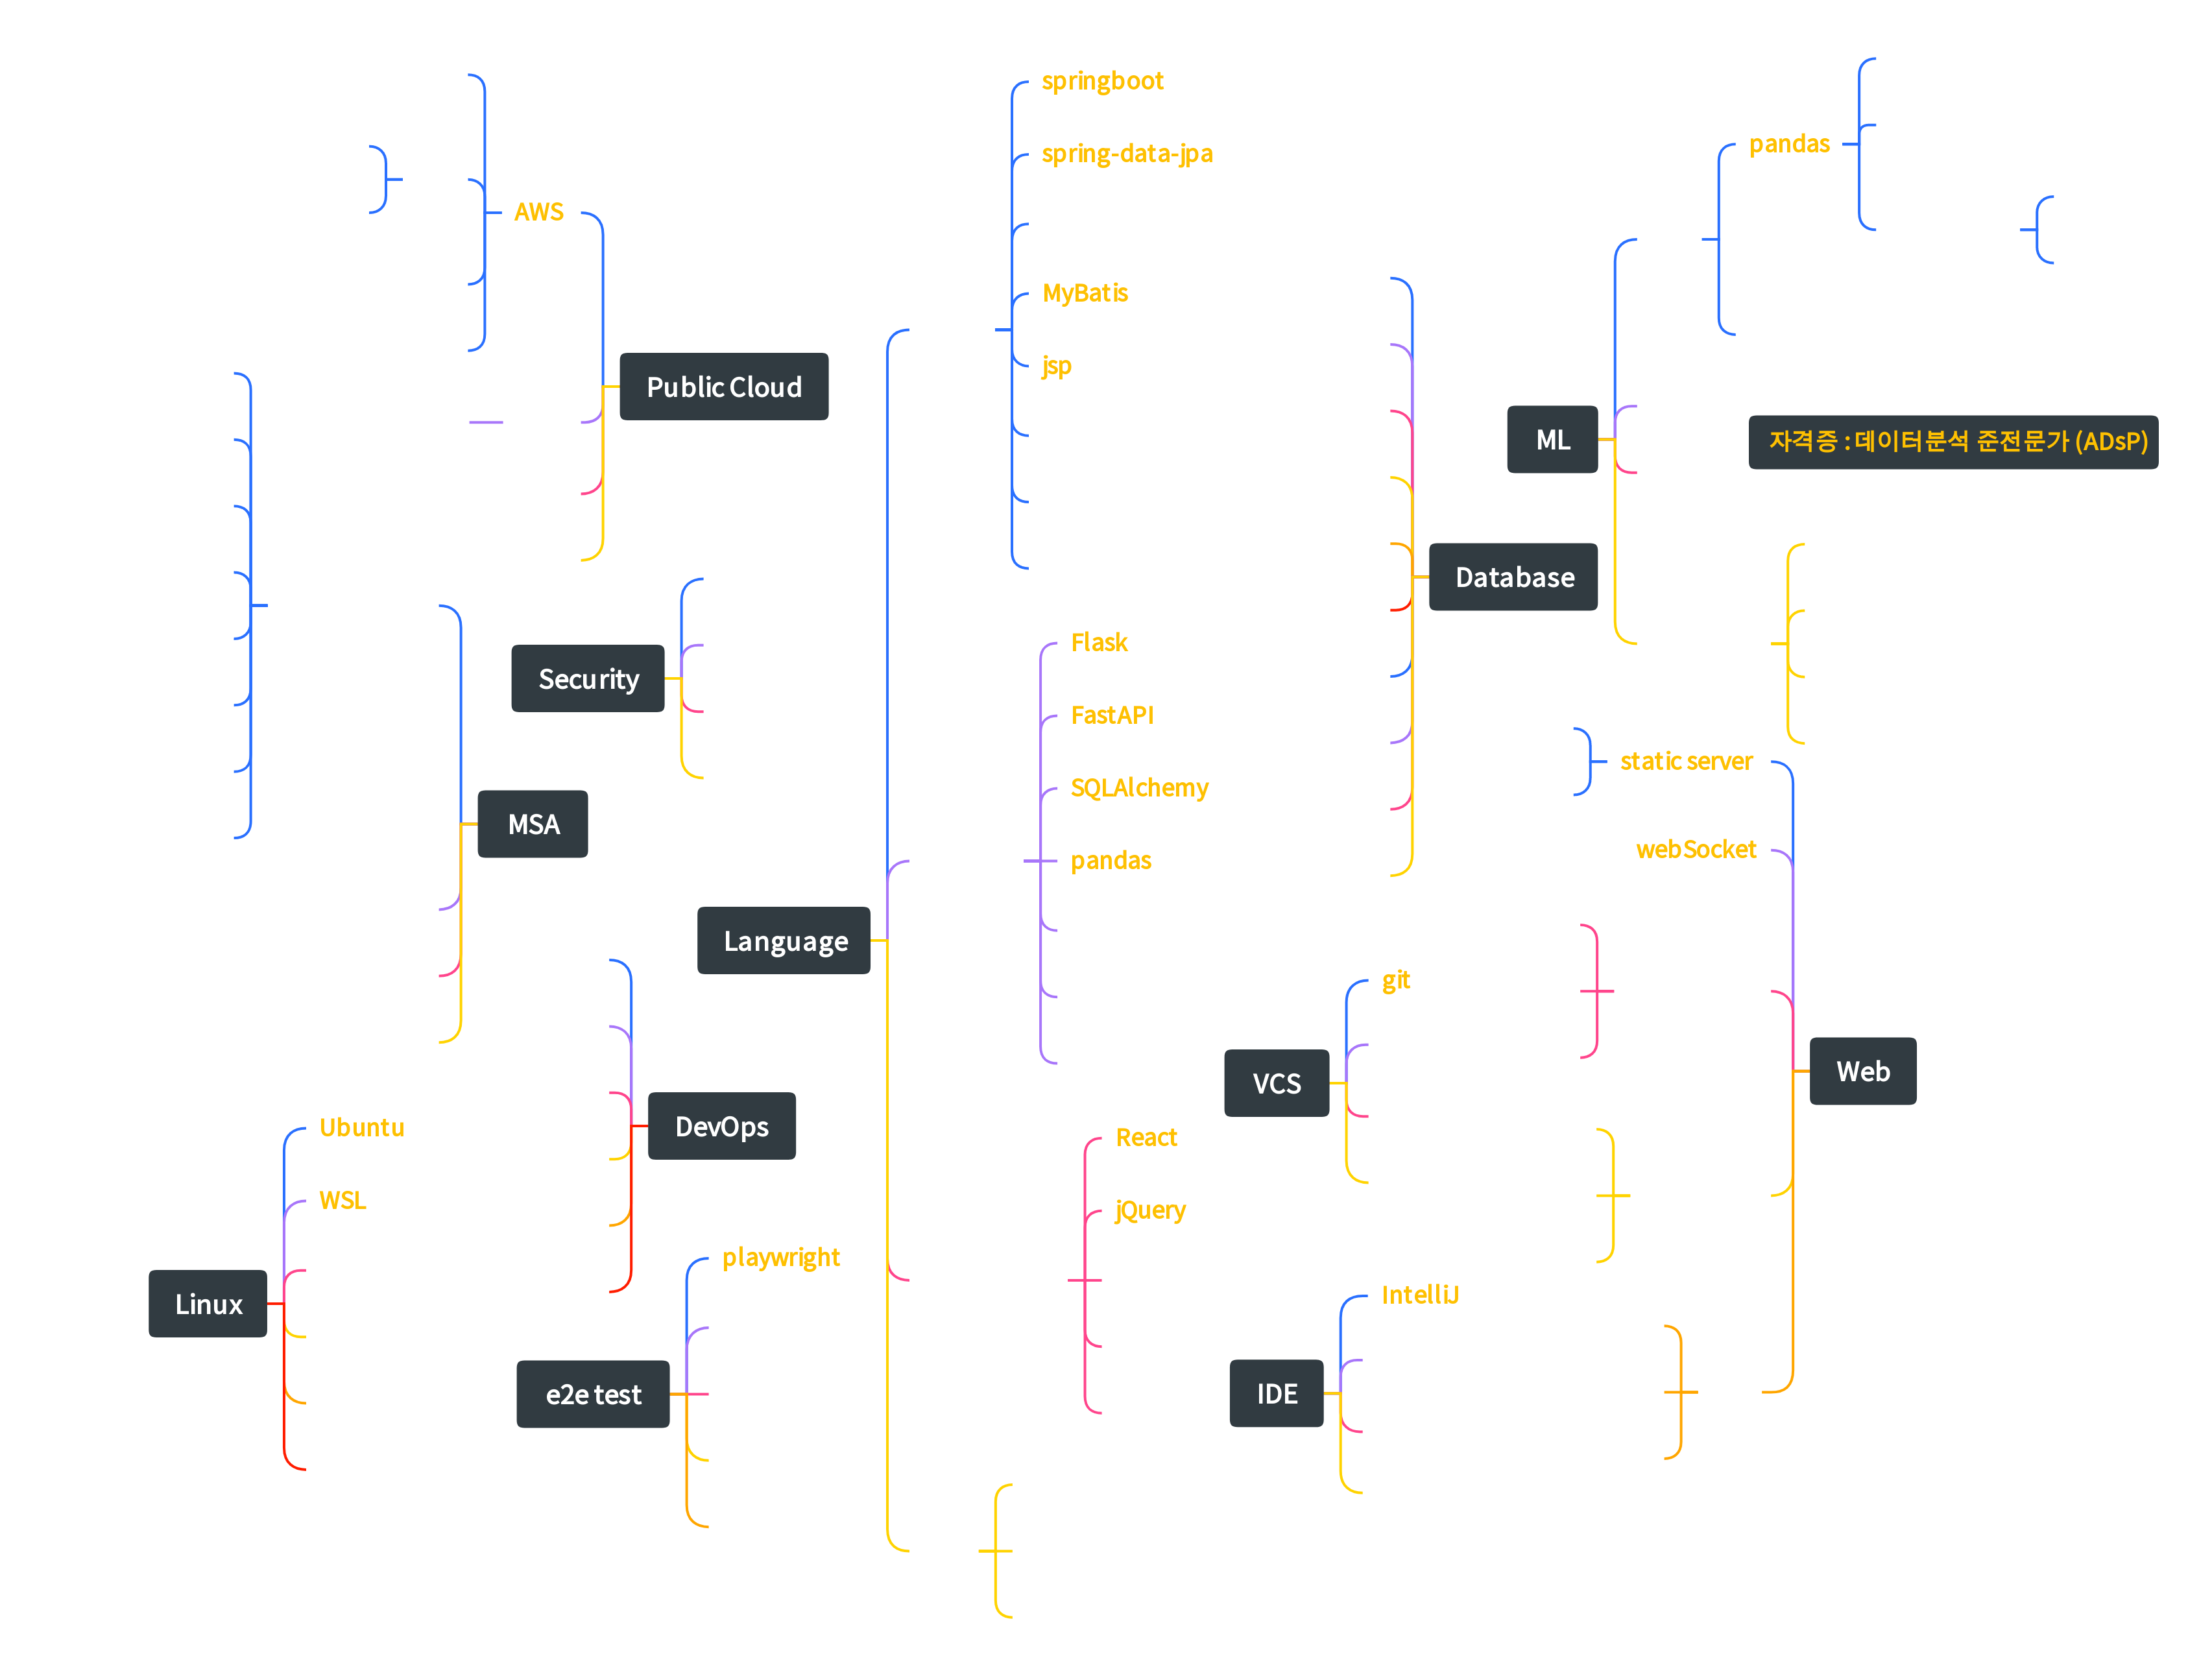 springboot
spring-data-jpa
pandas
AWS
MyBatis
jsp
Public Cloud
ML
자격증 : 데이터 분석 준전문가 (ADsP)
Database
Flask
Security
FastAPI
static server
SQLAlchemy
MSA
webSocket
pandas
Language
git
Web
VCS
Ubuntu
DevOps
React
WSL
jQuery
playwright
IntelliJ
Linux
e2e test
IDE